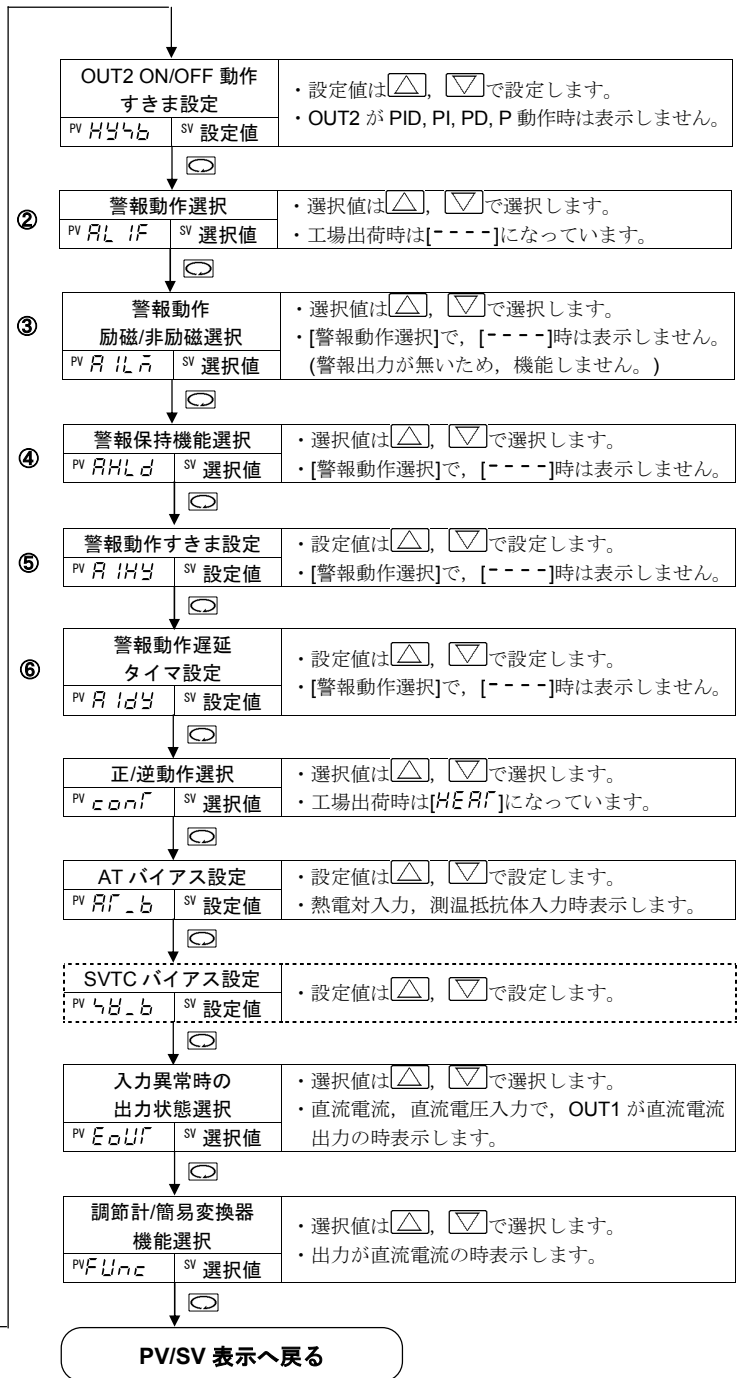 OUT2 ON/OFF 動作
すきま設定
PV HYSb SV 設定値
・設定値は△, ▽で設定します。
・OUT2 が PID, PI, PD, P 動作時は表示しません。
②
警報動作選択
PV AL1F SV 選択値
・選択値は△, ▽で選択します。
・工場出荷時は[----]になっています。
③
警報動作
励磁/非励磁選択
PV A1Lm SV 選択値
・選択値は△, ▽で選択します。
・[警報動作選択]で, [----]時は表示しません。
(警報出力が無いため, 機能しません。)
④
警報保持機能選択
PV AHLd SV 選択値
・選択値は△, ▽で選択します。
・[警報動作選択]で, [----]時は表示しません。
⑤
警報動作すきま設定
PV A1HY SV 設定値
・設定値は△, ▽で設定します。
・[警報動作選択]で, [----]時は表示しません。
⑥
警報動作遅延
タイマ設定
PV A1dY SV 設定値
・設定値は△, ▽で設定します。
・[警報動作選択]で, [----]時は表示しません。
正/逆動作選択
PV conT SV 選択値
・選択値は△, ▽で選択します。
・工場出荷時は[HEAT]になっています。
AT バイアス設定
PV AT_b SV 設定値
・設定値は△, ▽で設定します。
・熱電対入力, 測温抵抗体入力時表示します。
SVTC バイアス設定
PV SV_b SV 設定値
・設定値は△, ▽で設定します。
入力異常時の
出力状態選択
PV EoUT SV 選択値
・選択値は△, ▽で選択します。
・直流電流, 直流電圧入力で, OUT1 が直流電流
出力の時表示します。
調節計/簡易変換器
機能選択
PV FUnc SV 選択値
・選択値は△, ▽で選択します。
・出力が直流電流の時表示します。
PV/SV 表示へ戻る